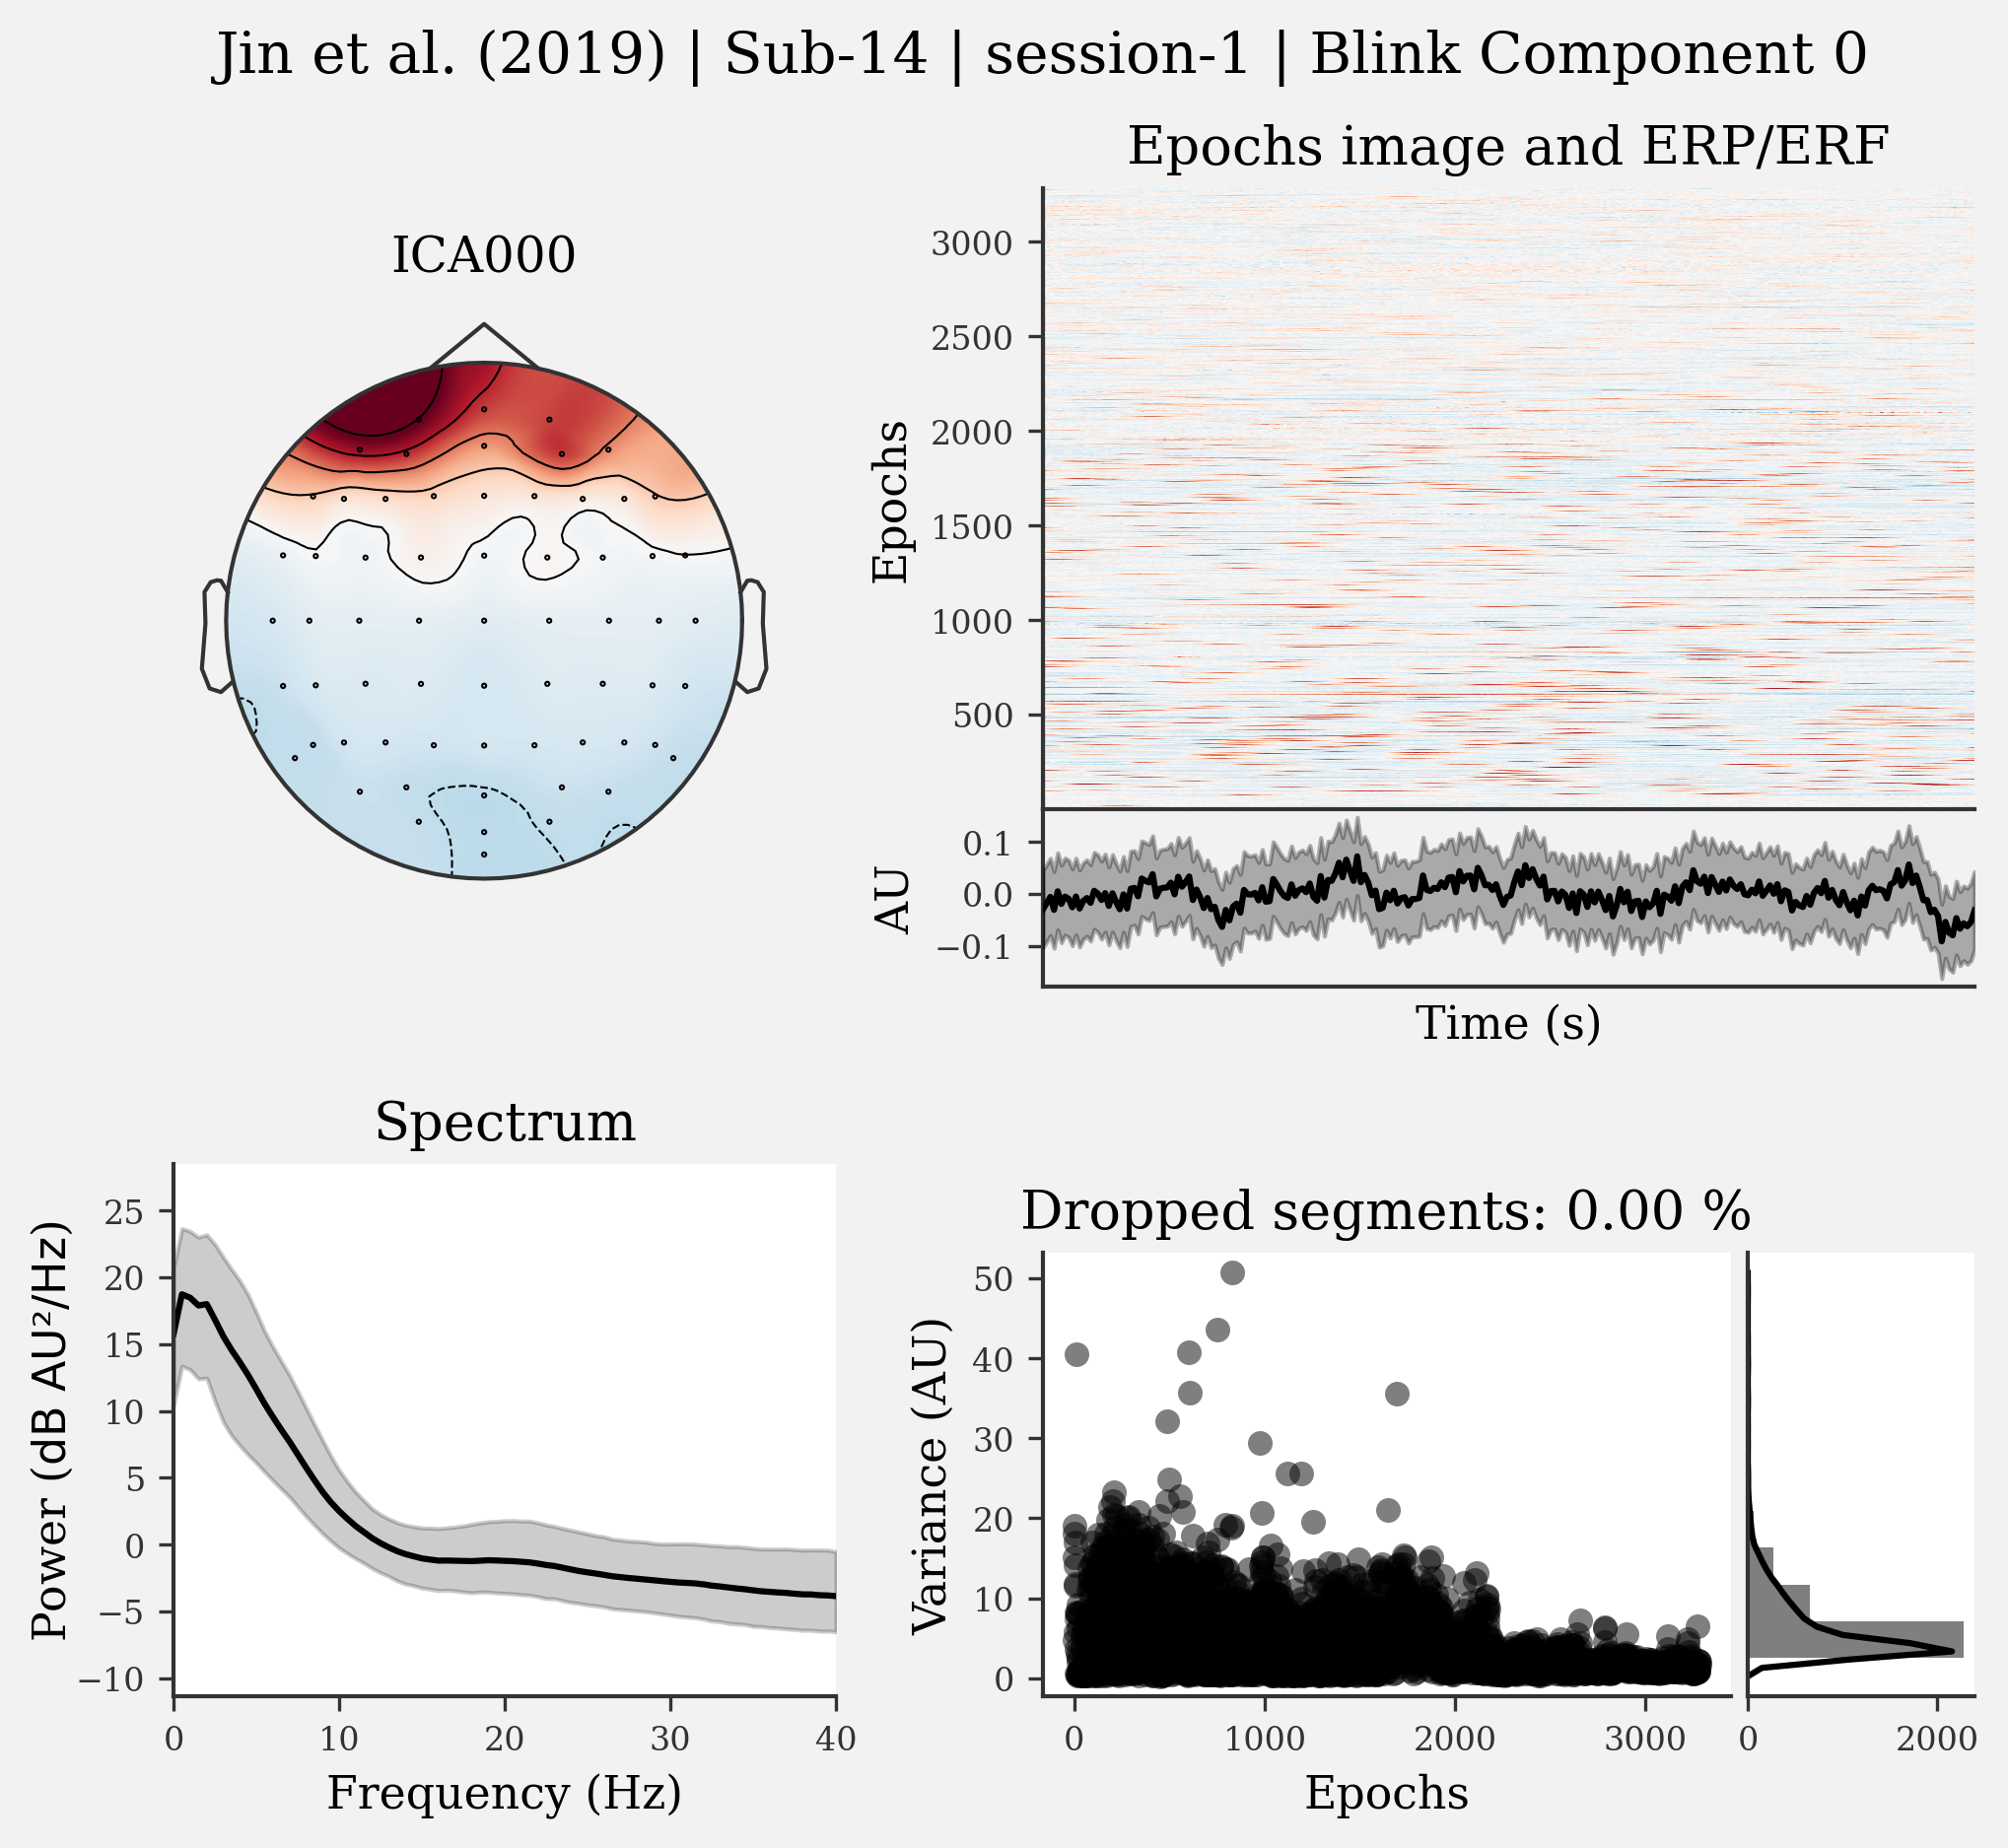 Jin et al. (2019) | Sub-14 | session-1 | Blink Component 0
ICA000
Epochs image and ERP/ERF
Epochs
3000
2500
2000
1500
1000
500
AU
0.1
0.0
−0.1
Time (s)
Spectrum
Power (dB AU²/Hz)
25
20
15
10
5
0
−5
−10
0 10 20 30 40
Frequency (Hz)
Dropped segments: 0.00 %
Variance (AU)
50
40
30
20
10
0
0 1000 2000 3000
Epochs
0 2000